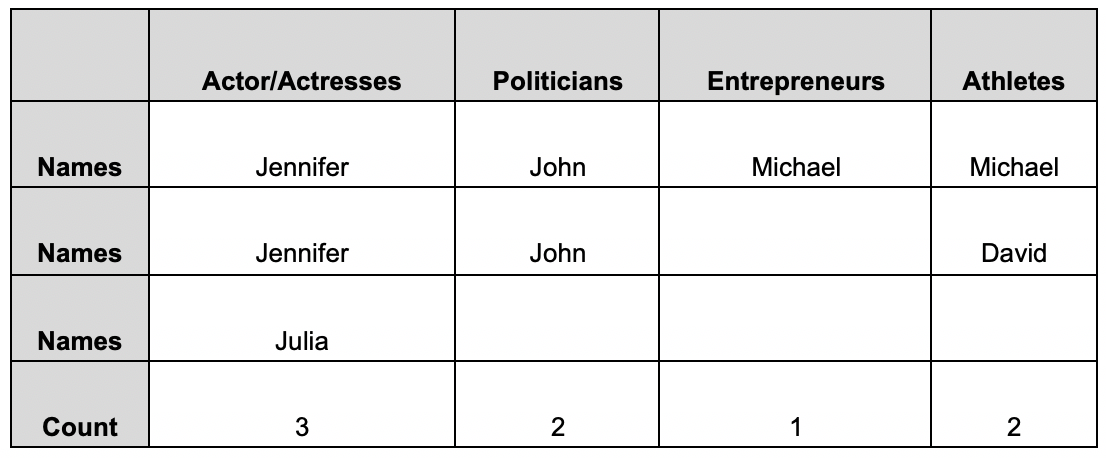 Actor/Actresses Politicians Entrepreneurs Athletes
Names Jennifer John Michael Michael
Names Jennifer John David
Names Julia
Count 3 2 1 2